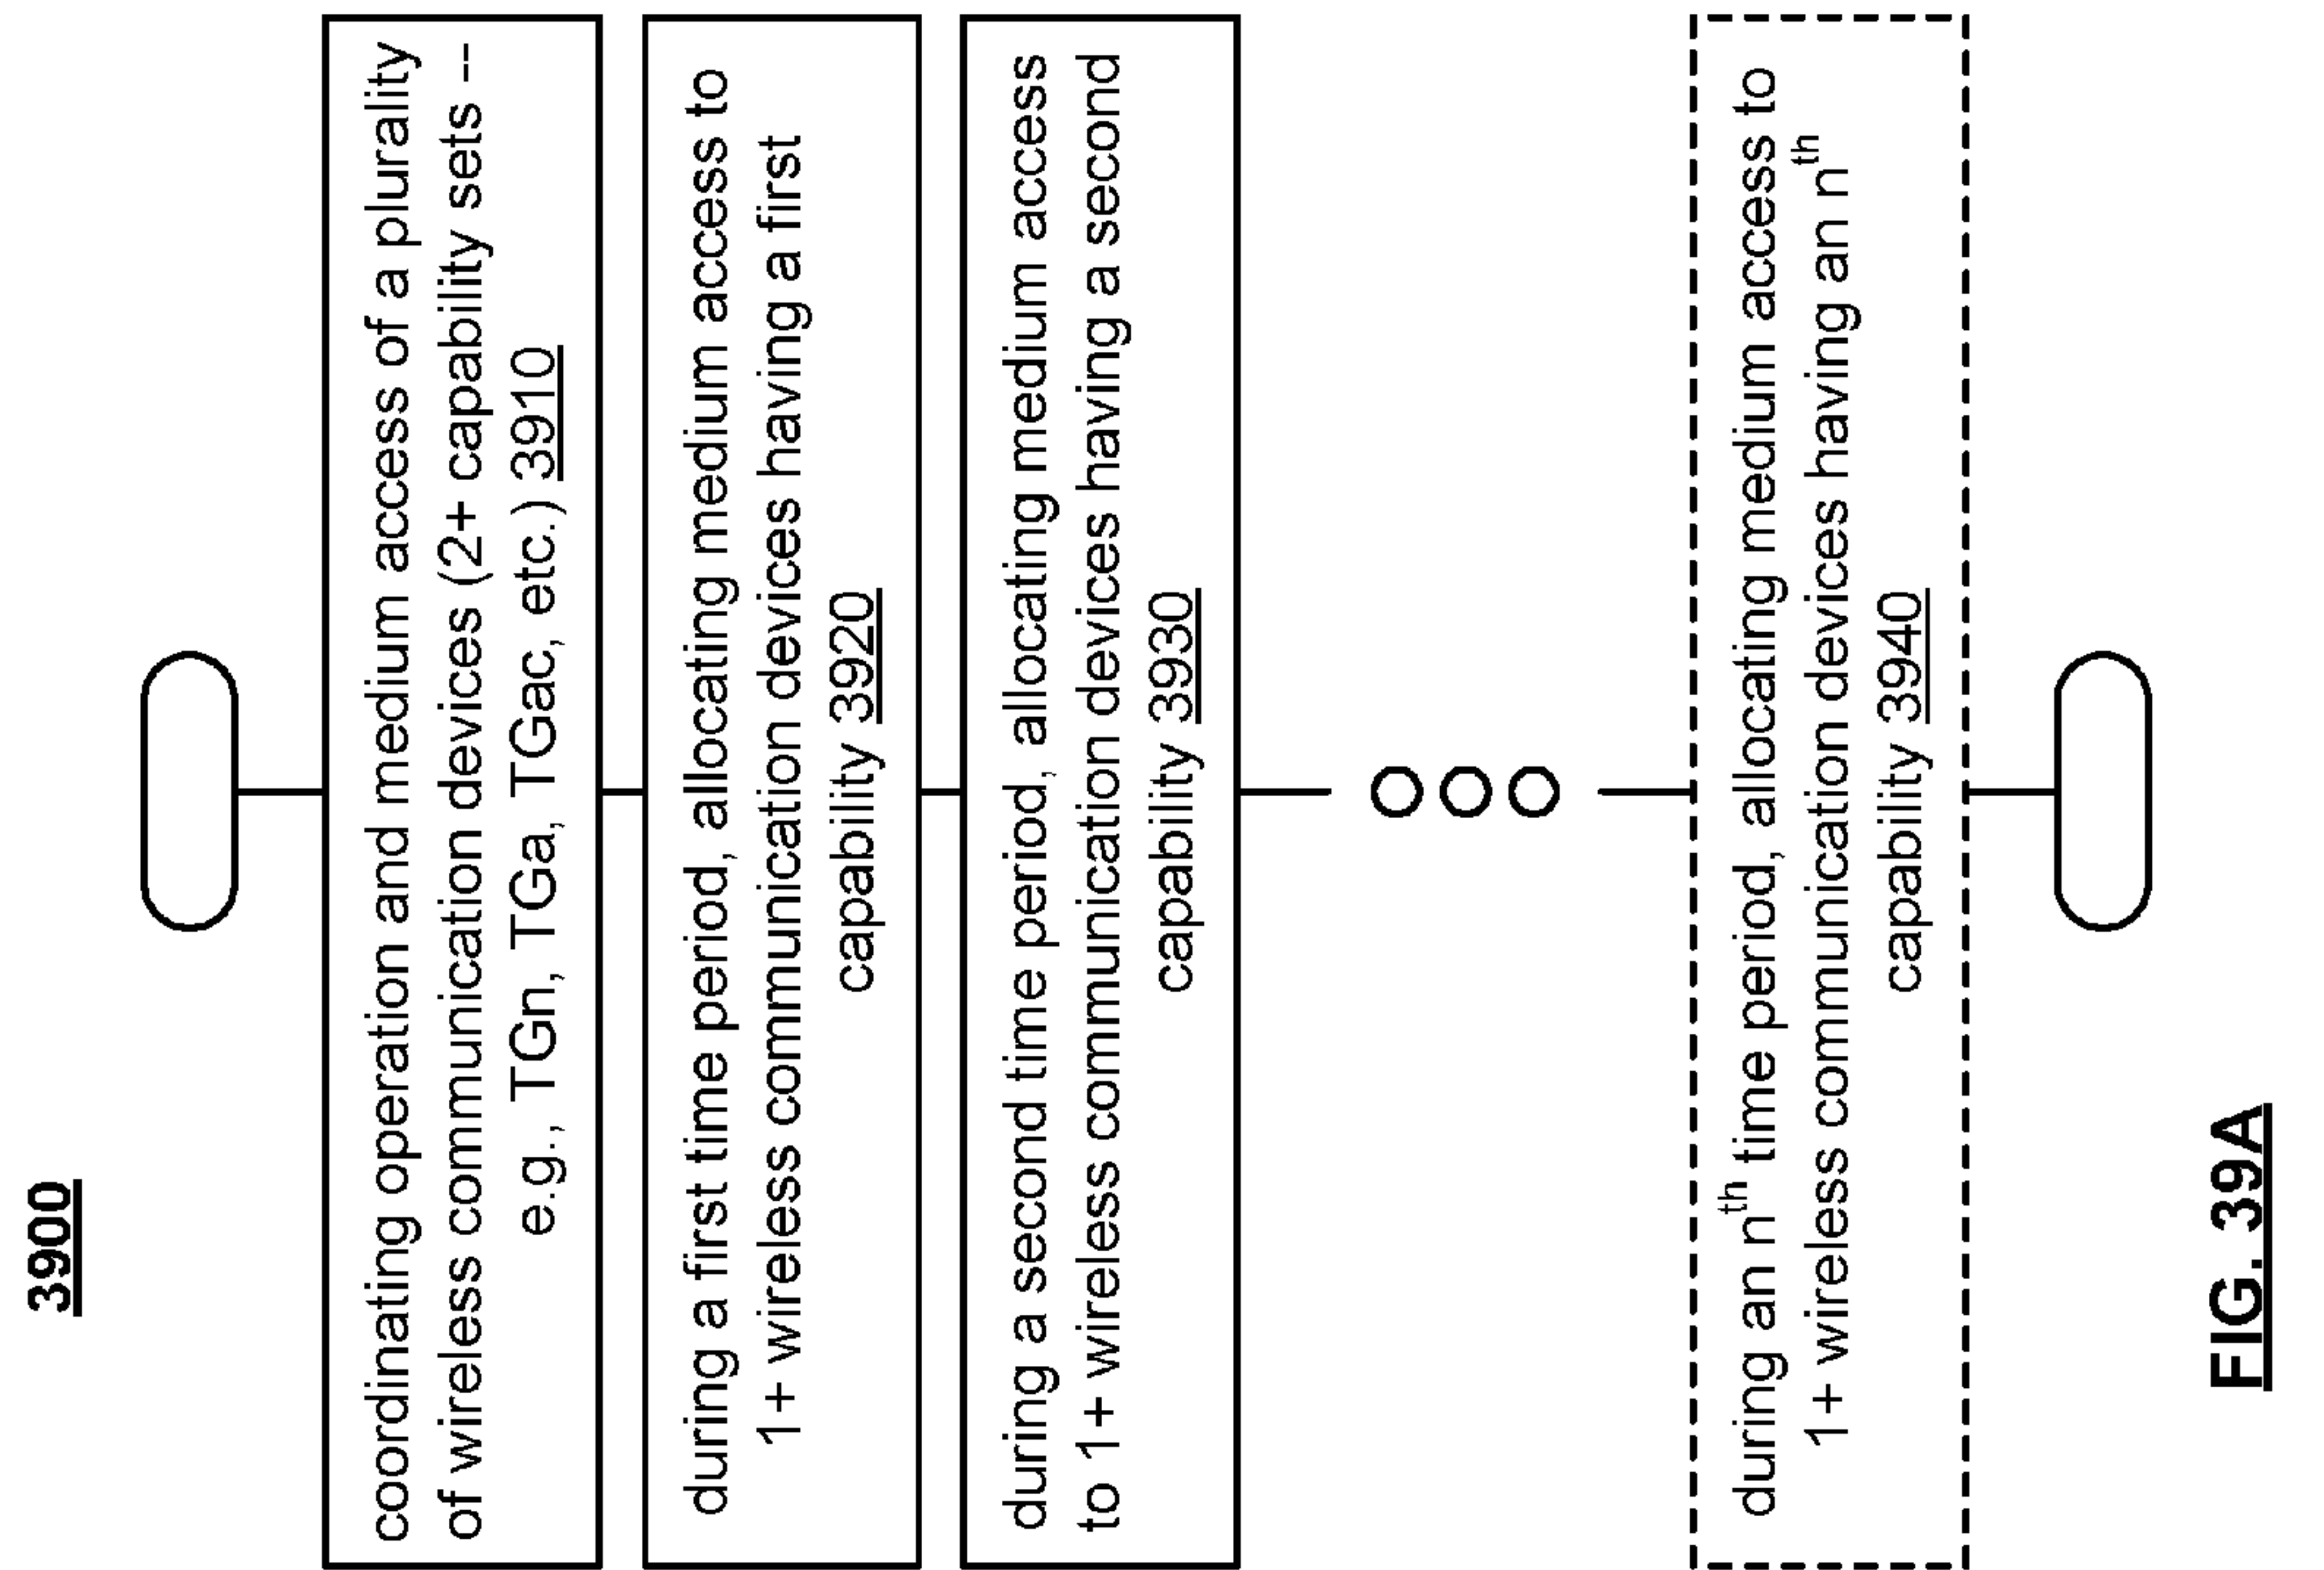 3900
coordinating operation and medium access of a plurality
of wireless communication devices (2+ capability sets --
e.g., TGn, TGa, TGac, etc.) 3910
during a first time period, allocating medium access to
1+ wireless communication devices having a first
capability 3920
during a second time period, allocating medium access
to 1+ wireless communication devices having a second
capability 3930
during an nth time period, allocating medium access to
1+ wireless communication devices having an nth
capability 3940
FIG. 39A